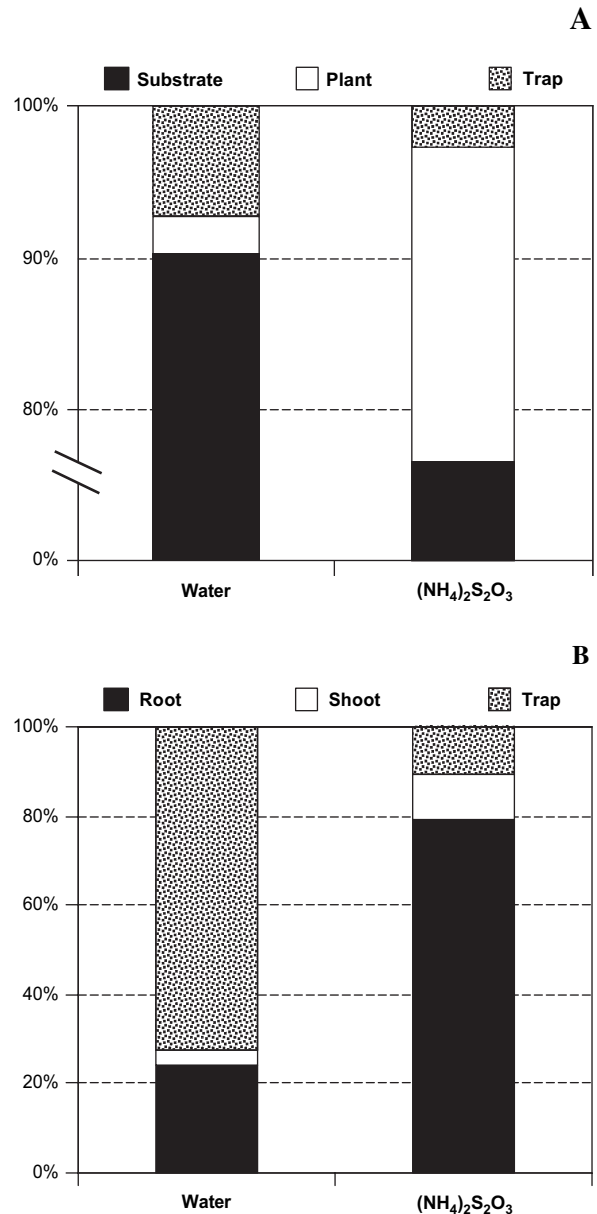 A
Substrate Plant Trap
100%
90%
80%
0%
Water (NH₄)₂S₂O₃
B
Root Shoot Trap
100%
80%
60%
40%
20%
0%
Water (NH₄)₂S₂O₃